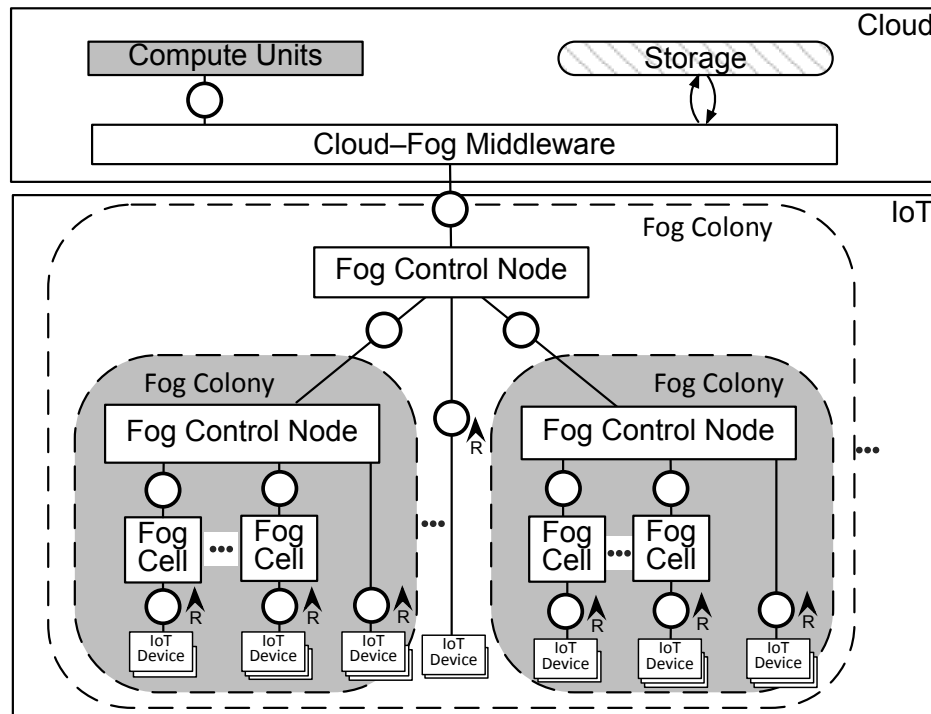 Cloud
Compute Units
Storage
Cloud–Fog Middleware
IoT
Fog Colony
Fog Control Node
Fog Colony
Fog Colony
Fog Control Node
Fog Control Node
R
•••
•••
Fog
Cell
•••
Fog
Cell
Fog
Cell
•••
Fog
Cell
R
R
R
R
R
R
IoT
Device
IoT
Device
IoT
Device
IoT
Device
IoT
Device
IoT
Device
IoT
Device